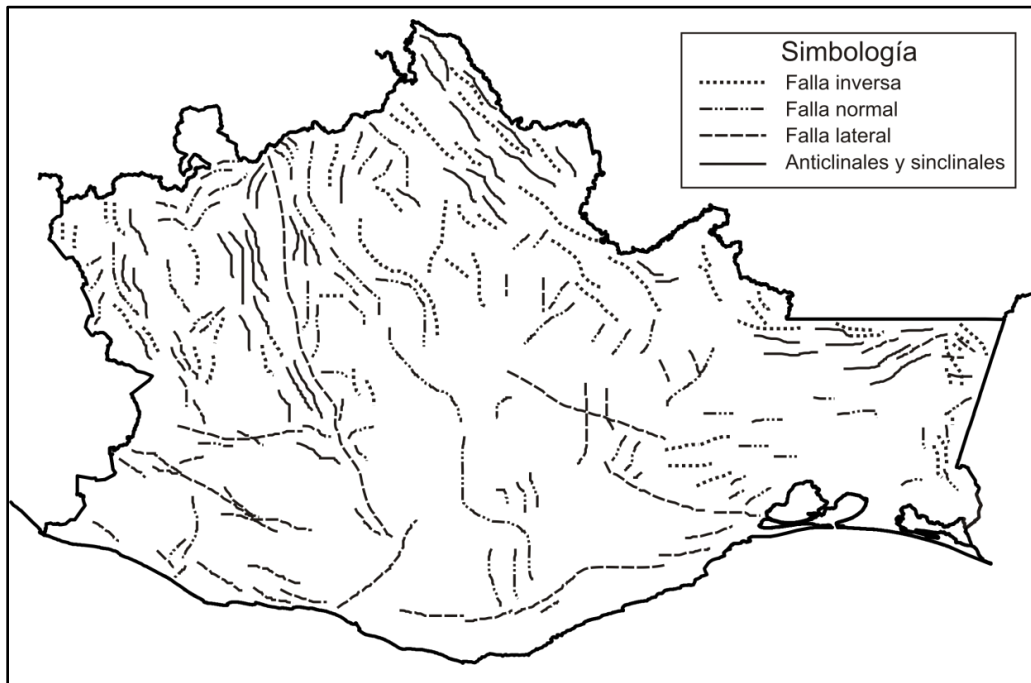 Simbología
Falla inversa
Falla normal
Falla lateral
Anticlinales y sinclinales